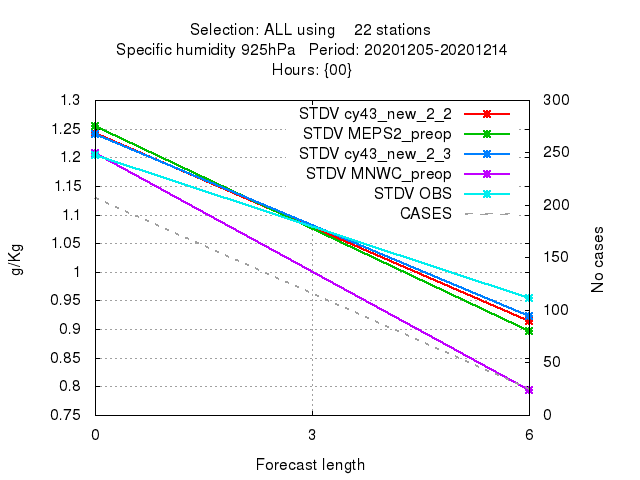 Selection: ALL using    22 stations
Specific humidity 925hPa   Period: 20201205-20201214
Hours: {00}
1.3
1.25
1.2
1.15
1.1
1.05
1
0.95
0.9
0.85
0.8
0.75
g/Kg
STDV cy43_new_2_2
STDV MEPS2_preop
STDV cy43_new_2_3
STDV MNWC_preop
STDV OBS
CASES
300
250
200
150
100
50
0
No cases
0 3 6
Forecast length